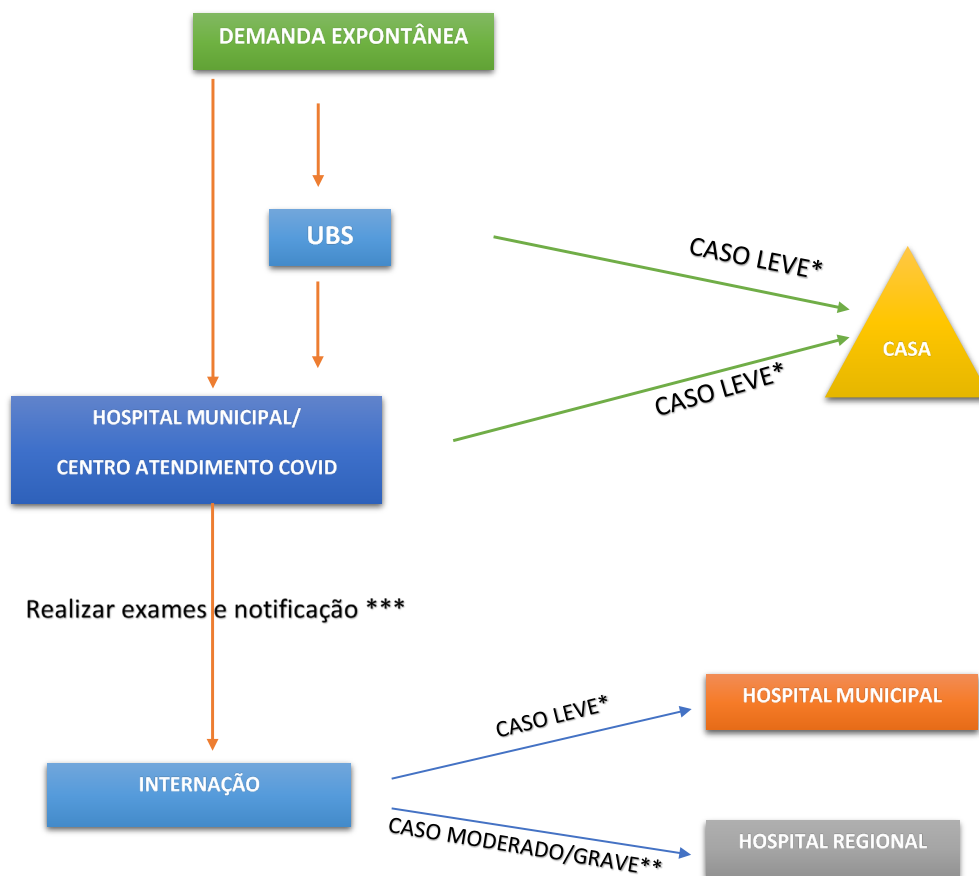 DEMANDA EXPONTÂNEA
UBS
CASO LEVE*
CASA
CASO LEVE*
HOSPITAL MUNICIPAL/
CENTRO ATENDIMENTO COVID
Realizar exames e notificação ***
CASO LEVE*
HOSPITAL MUNICIPAL
INTERNAÇÃO
CASO MODERADO/GRAVE**
HOSPITAL REGIONAL